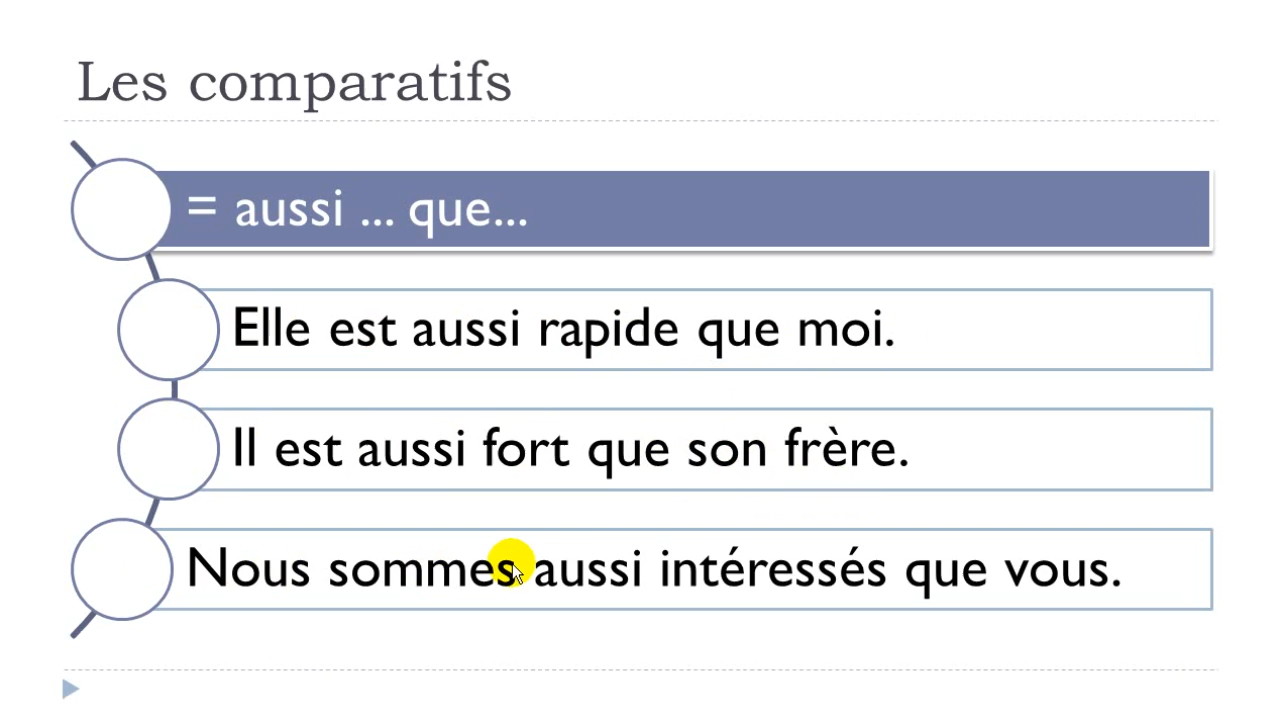 Les comparatifs
= aussi ... que...
Elle est aussi rapide que moi.
Il est aussi fort que son frère.
Nous sommes aussi intéressés que vous.